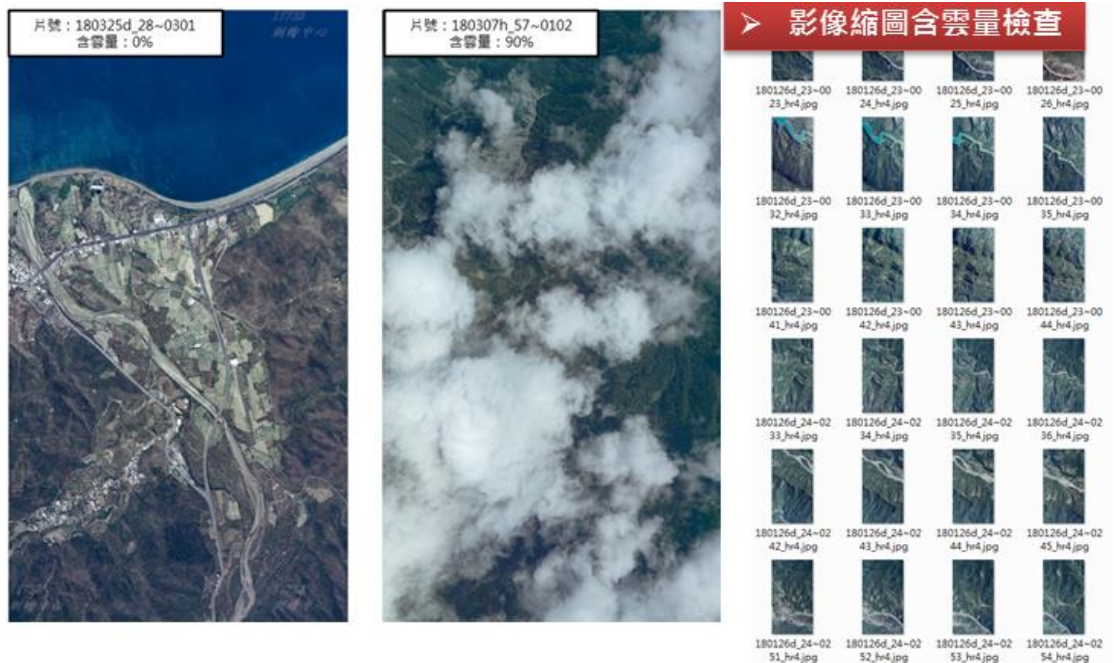 片號：180325d_28~0301
含雲量：0%
片號：180307h_57~0102
含雲量：90%
➤ 影像縮圖含雲量檢查
180126d_23~00
23_hr4.jpg
180126d_23~00
24_hr4.jpg
180126d_23~00
25_hr4.jpg
180126d_23~00
26_hr4.jpg
180126d_23~00
32_hr4.jpg
180126d_23~00
33_hr4.jpg
180126d_23~00
34_hr4.jpg
180126d_23~00
35_hr4.jpg
180126d_23~00
41_hr4.jpg
180126d_23~00
42_hr4.jpg
180126d_23~00
43_hr4.jpg
180126d_23~00
44_hr4.jpg
180126d_24~02
33_hr4.jpg
180126d_24~02
34_hr4.jpg
180126d_24~02
35_hr4.jpg
180126d_24~02
36_hr4.jpg
180126d_24~02
42_hr4.jpg
180126d_24~02
43_hr4.jpg
180126d_24~02
44_hr4.jpg
180126d_24~02
45_hr4.jpg
180126d_24~02
51_hr4.jpg
180126d_24~02
52_hr4.jpg
180126d_24~02
53_hr4.jpg
180126d_24~02
54_hr4.jpg